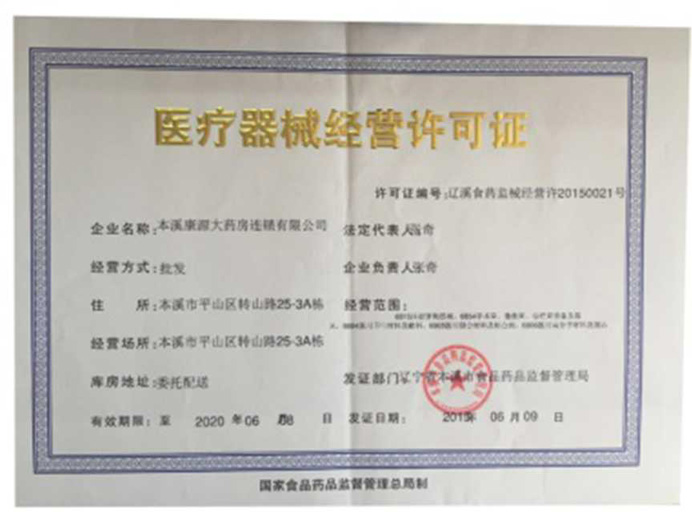 医疗器械经营许可证
许可证编号:辽溪食药监械经营许20150021号
企业名称:本溪康源大药房连锁有限公司
法定代表人张奇
经营方式:批发
企业负责人张奇
住 所:本溪市平山区转山路25-3A栋
经营范围:
经营场所:本溪市平山区转山路25-3A栋
库房地址:委托配送
发证部门:辽宁省本溪市食品药品监督管理局
有效期限:至 2020 年 06 月 08 日
发证日期: 2015 年 06 月 09 日
国家食品药品监督管理总局制